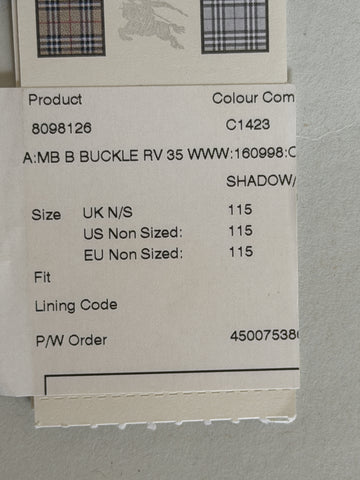 Product Colour Com
8098126 C1423
A:MB B BUCKLE RV 35 WWW:160998:C
SHADOW/
Size UK N/S 115
US Non Sized: 115
EU Non Sized: 115
Fit
Lining Code
P/W Order 45007538